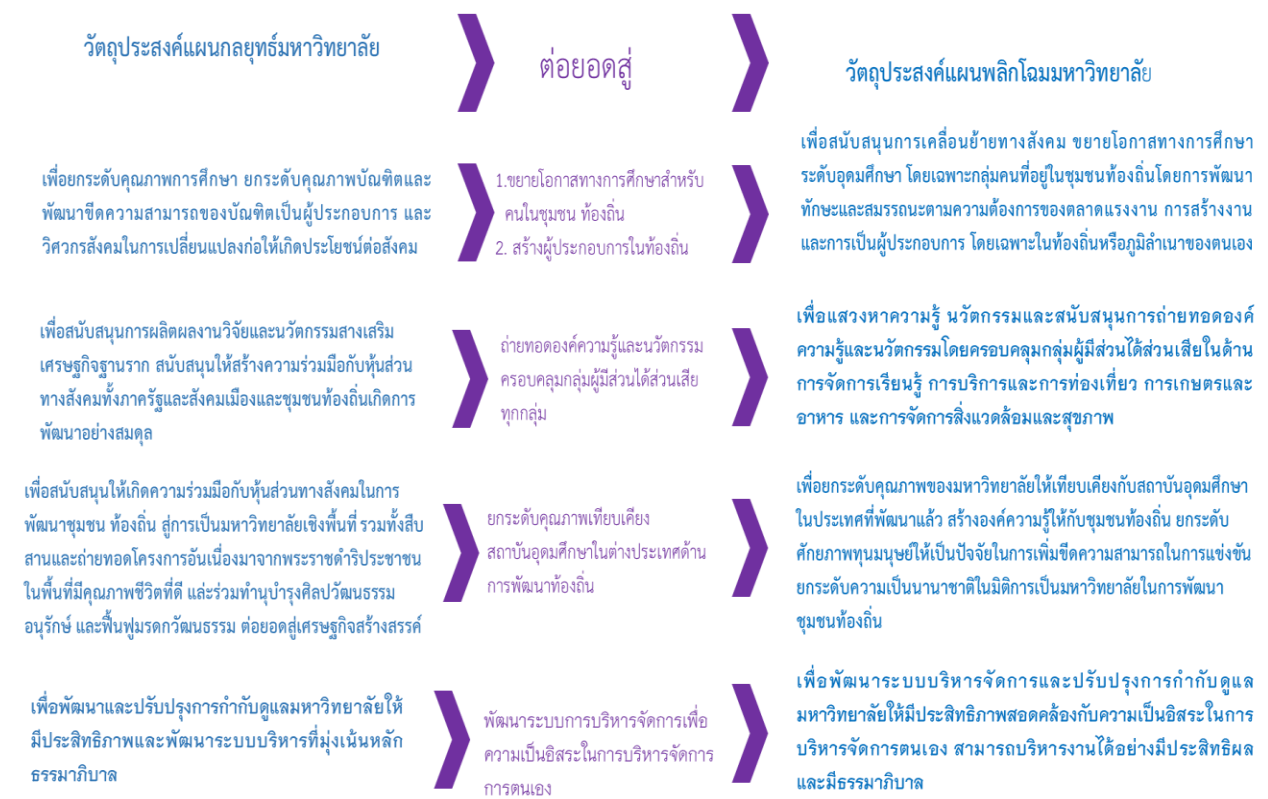 วัตถุประสงค์แผนกลยุทธ์มหาวิทยาลัย
ต่อยอดสู่
วัตถุประสงค์แผนพลิกโฉมมหาวิทยาลัย
เพื่อยกระดับคุณภาพการศึกษา ยกระดับคุณภาพบัณฑิตและ
พัฒนาขีดความสามารถของบัณฑิตเป็นผู้ประกอบการ และ
วิศวกรสังคมในการเปลี่ยนแปลงก่อให้เกิดประโยชน์ต่อสังคม
1.ขยายโอกาสทางการศึกษาสำหรับ
คนในชุมชน ท้องถิ่น
2. สร้างผู้ประกอบการในท้องถิ่น
เพื่อสนับสนุนการเคลื่อนย้ายทางสังคม ขยายโอกาสทางการศึกษา
ระดับอุดมศึกษา โดยเฉพาะกลุ่มคนที่อยู่ในชุมชนท้องถิ่นโดยการพัฒนา
ทักษะและสมรรถนะตามความต้องการของตลาดแรงงาน การสร้างงาน
และการเป็นผู้ประกอบการ โดยเฉพาะในท้องถิ่นหรือภูมิลำเนาของตนเอง
เพื่อสนับสนุนการผลิตผลงานวิจัยและนวัตกรรมสางเสริม
เศรษฐกิจฐานราก สนับสนุนให้สร้างความร่วมมือกับหุ้นส่วน
ทางสังคมทั้งภาครัฐและสังคมเมืองและชุมชนท้องถิ่นเกิดการ
พัฒนาอย่างสมดุล
ถ่ายทอดองค์ความรู้และนวัตกรรม
ครอบคลุมกลุ่มผู้มีส่วนได้ส่วนเสีย
ทุกกลุ่ม
เพื่อแสวงหาความรู้ นวัตกรรมและสนับสนุนการถ่ายทอดองค์
ความรู้และนวัตกรรมโดยครอบคลุมกลุ่มผู้มีส่วนได้ส่วนเสียในด้าน
การจัดการเรียนรู้ การบริการและการท่องเที่ยว การเกษตรและ
อาหาร และการจัดการสิ่งแวดล้อมและสุขภาพ
เพื่อสนับสนุนให้เกิดความร่วมมือกับหุ้นส่วนทางสังคมในการ
พัฒนาชุมชน ท้องถิ่น สู่การเป็นมหาวิทยาลัยเชิงพื้นที่ รวมทั้งสืบ
สานและถ่ายทอดโครงการอันเนื่องมาจากพระราชดำริประชาชน
ในพื้นที่มีคุณภาพชีวิตที่ดี และร่วมทำนุบำรุงศิลปวัฒนธรรม
อนุรักษ์ และฟื้นฟูมรดกวัฒนธรรม ต่อยอดสู่เศรษฐกิจสร้างสรรค์
ยกระดับคุณภาพเทียบเคียง
สถาบันอุดมศึกษาในต่างประเทศด้าน
การพัฒนาท้องถิ่น
เพื่อยกระดับคุณภาพของมหาวิทยาลัยให้เทียบเคียงกับสถาบันอุดมศึกษา
ในประเทศที่พัฒนาแล้ว สร้างองค์ความรู้ให้กับชุมชนท้องถิ่น ยกระดับ
ศักยภาพทุนมนุษย์ให้เป็นปัจจัยในการเพิ่มขีดความสามารถในการแข่งขัน
ยกระดับความเป็นนานาชาติในมิติการเป็นมหาวิทยาลัยในการพัฒนา
ชุมชนท้องถิ่น
เพื่อพัฒนาและปรับปรุงการกำกับดูแลมหาวิทยาลัยให้
มีประสิทธิภาพและพัฒนาระบบบริหารที่มุ่งเน้นหลัก
ธรรมาภิบาล
พัฒนาระบบการบริหารจัดการเพื่อ
ความเป็นอิสระในการบริหารจัดการ
การตนเอง
เพื่อพัฒนาระบบบริหารจัดการและปรับปรุงการกำกับดูแล
มหาวิทยาลัยให้มีประสิทธิภาพสอดคล้องกับความเป็นอิสระในการ
บริหารจัดการตนเอง สามารถบริหารงานได้อย่างมีประสิทธิผล
และมีธรรมาภิบาล